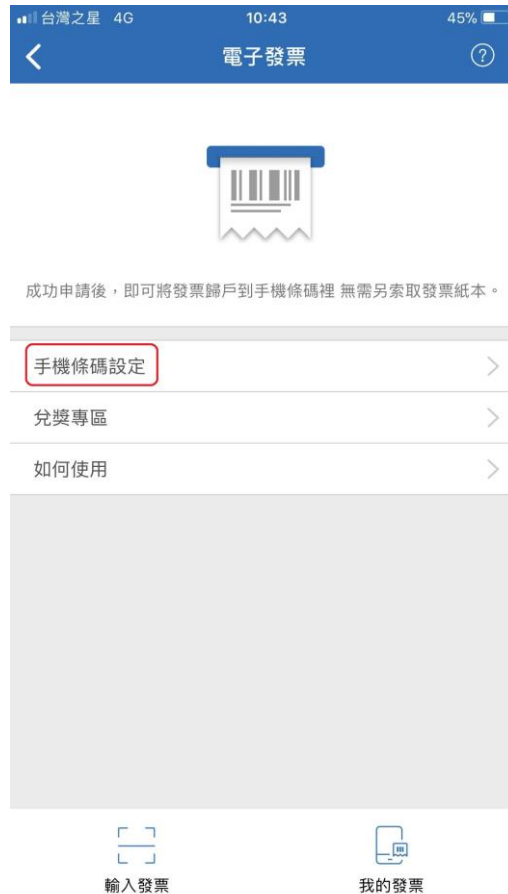 台灣之星 4G 10:43 45%
電子發票
成功申請後，即可將發票歸戶到手機條碼裡 無需另索取發票紙本。
手機條碼設定
兌獎專區
如何使用
輸入發票 我的發票